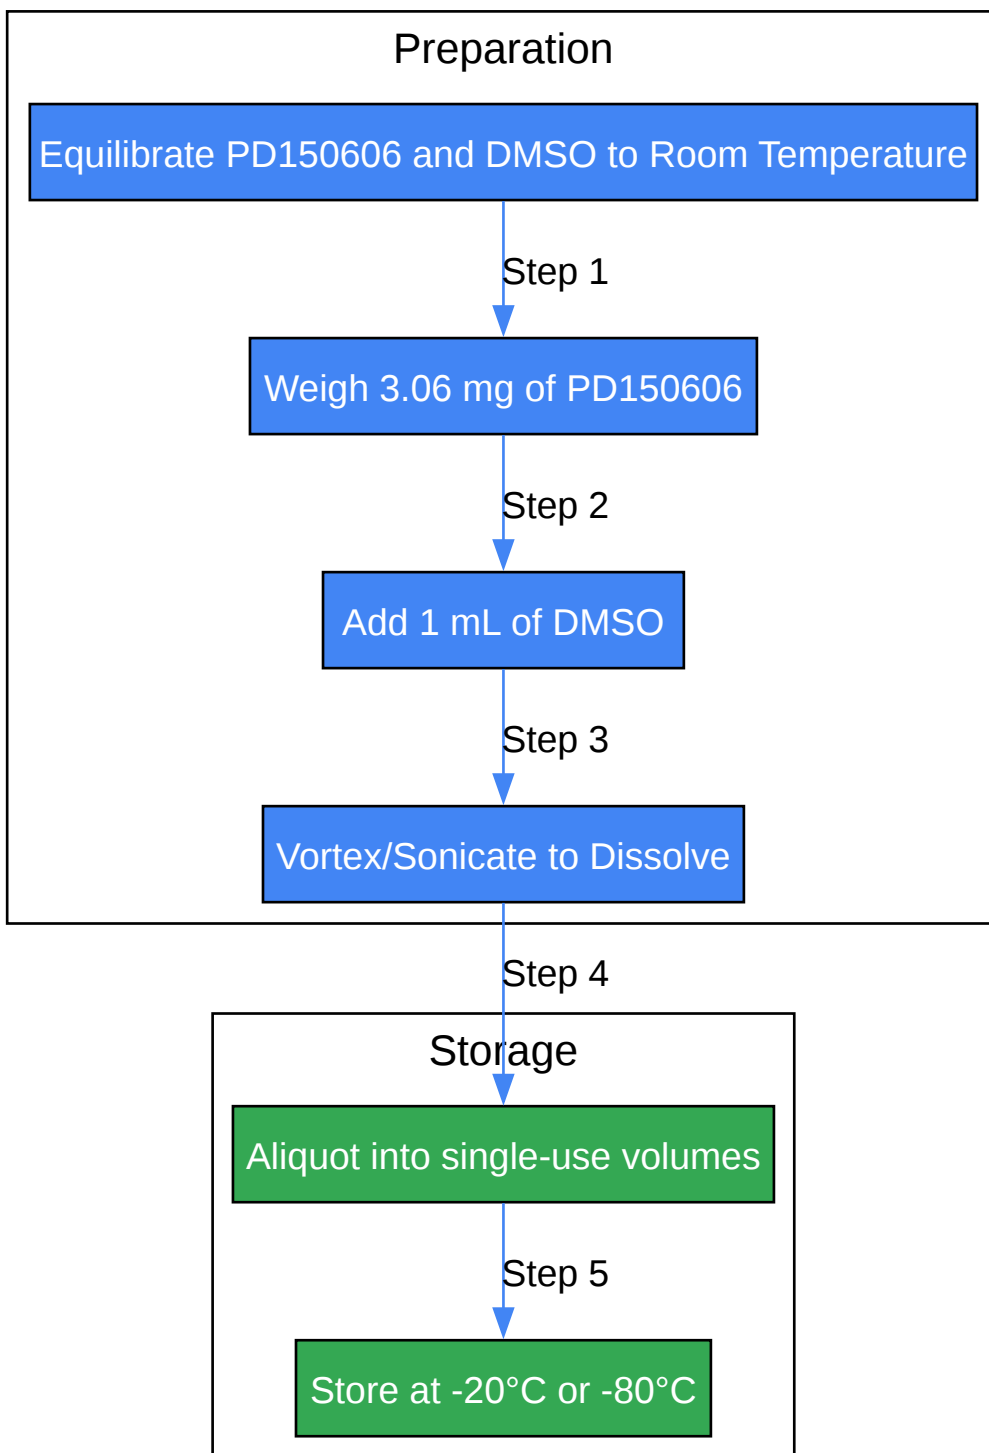 Preparation
Equilibrate PD150606 and DMSO to Room Temperature
Step 1
Weigh 3.06 mg of PD150606
Step 2
Add 1 mL of DMSO
Step 3
Vortex/Sonicate to Dissolve
Step 4
Storage
Aliquot into single-use volumes
Step 5
Store at -20°C or -80°C